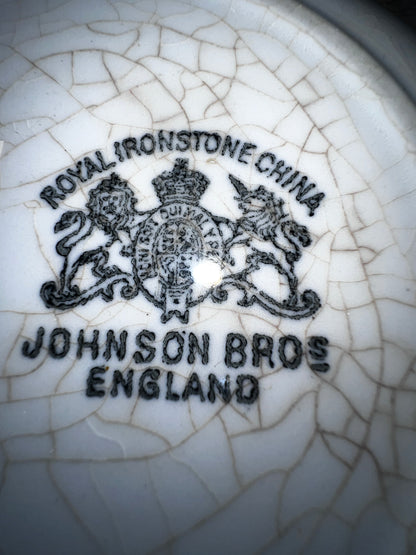 ROYAL IRONSTONE CHINA
JOHNSON BROS
ENGLAND